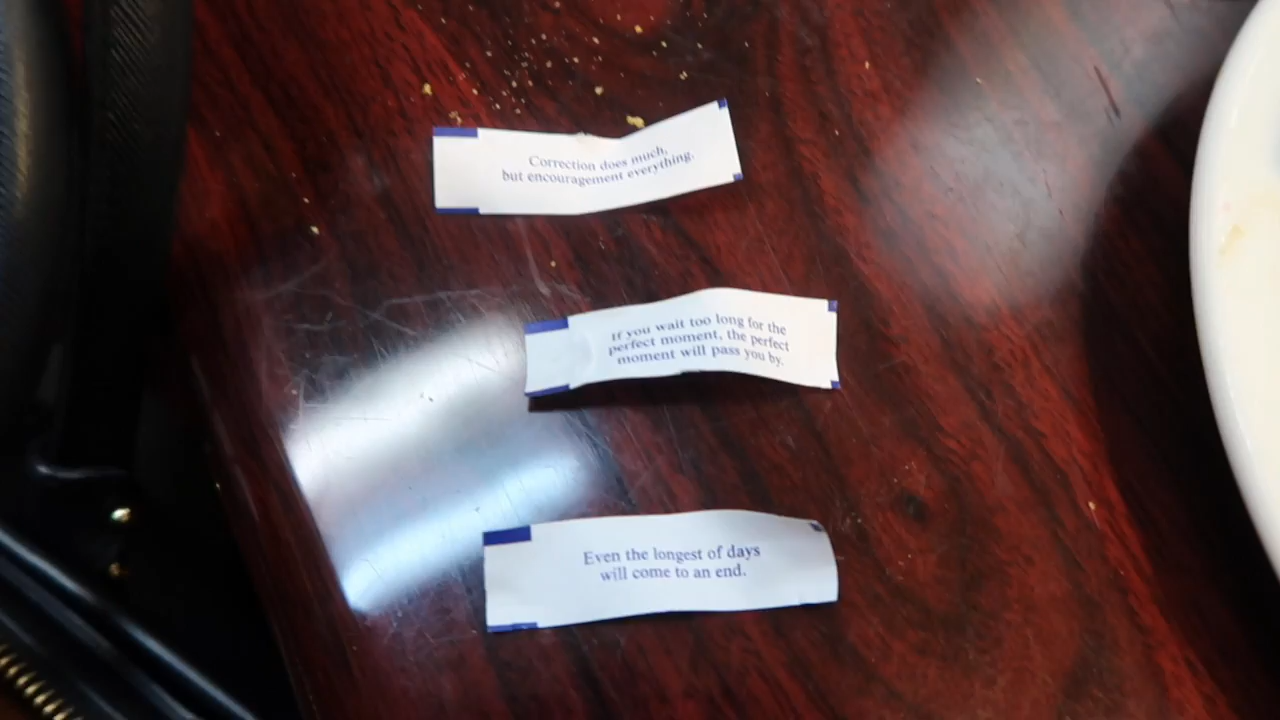 Correction does much,
but encouragement everything.
If you wait too long for the
perfect moment, the perfect
moment will pass you by.
Even the longest of days
will come to an end.